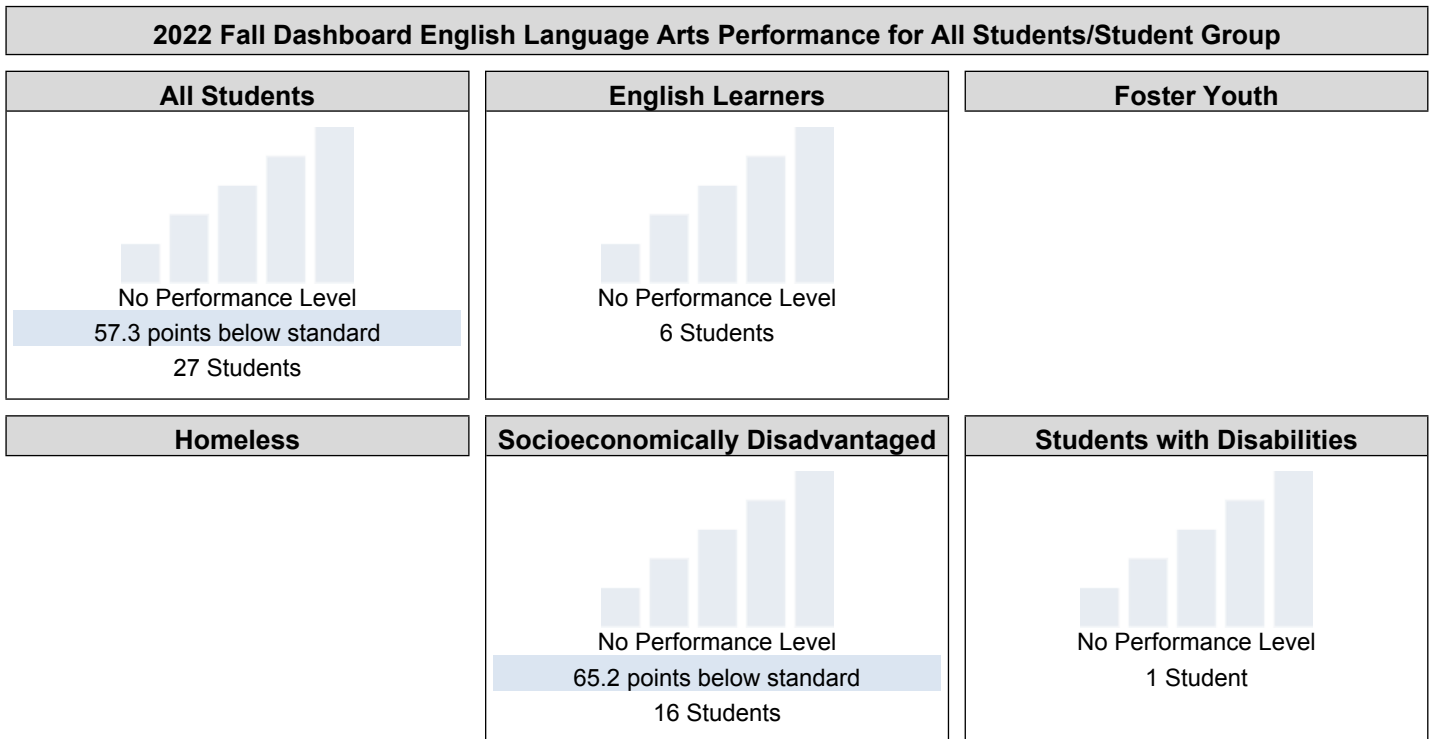 2022 Fall Dashboard English Language Arts Performance for All Students/Student Group
All Students
No Performance Level
57.3 points below standard
27 Students
English Learners
No Performance Level
6 Students
Foster Youth
Homeless
Socioeconomically Disadvantaged
No Performance Level
65.2 points below standard
16 Students
Students with Disabilities
No Performance Level
1 Student